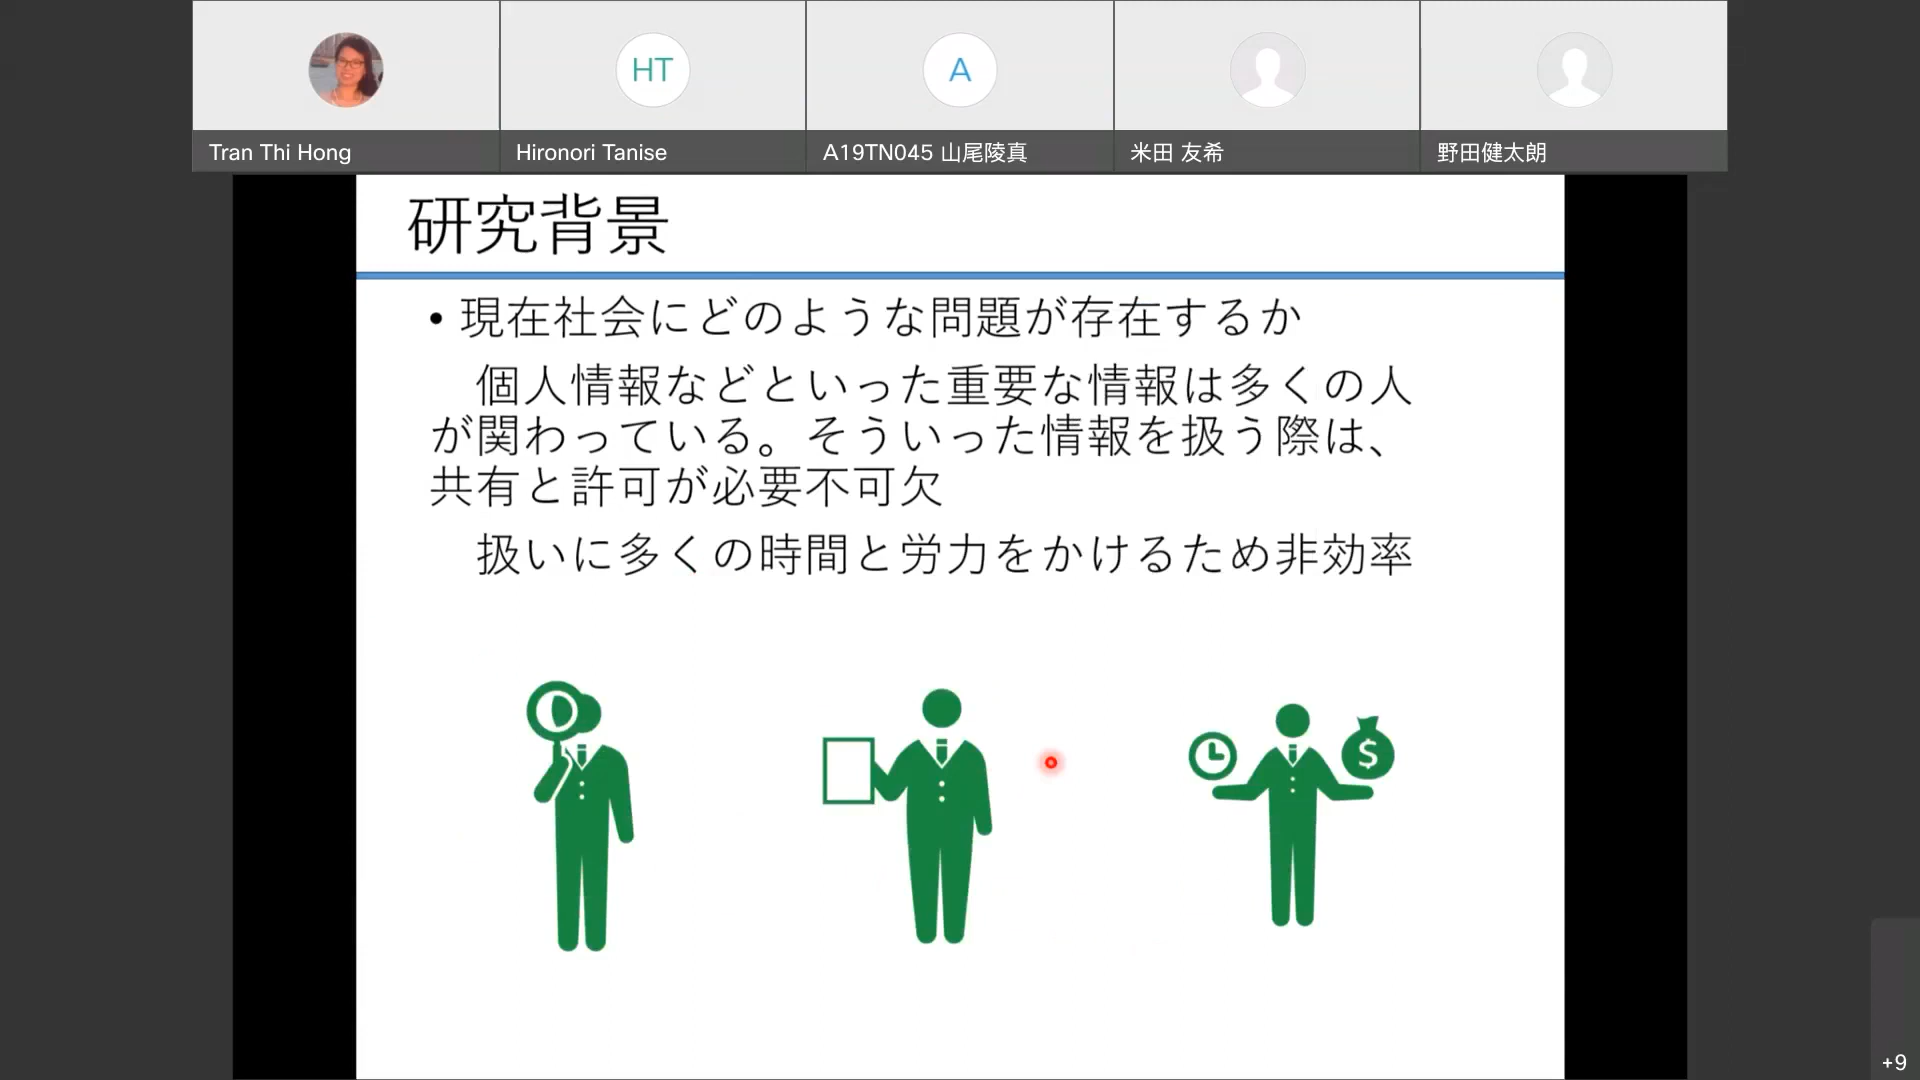 HT
A
Tran Thi Hong
Hironori Tanise
A19TN045 山尾陵真
米田 友希
野田健太朗
研究背景
• 現在社会にどのような問題が存在するか
個人情報などといった重要な情報は多くの人
が関わっている。そういった情報を扱う際は、
共有と許可が必要不可欠
扱いに多くの時間と労力をかけるため非効率
$
+9